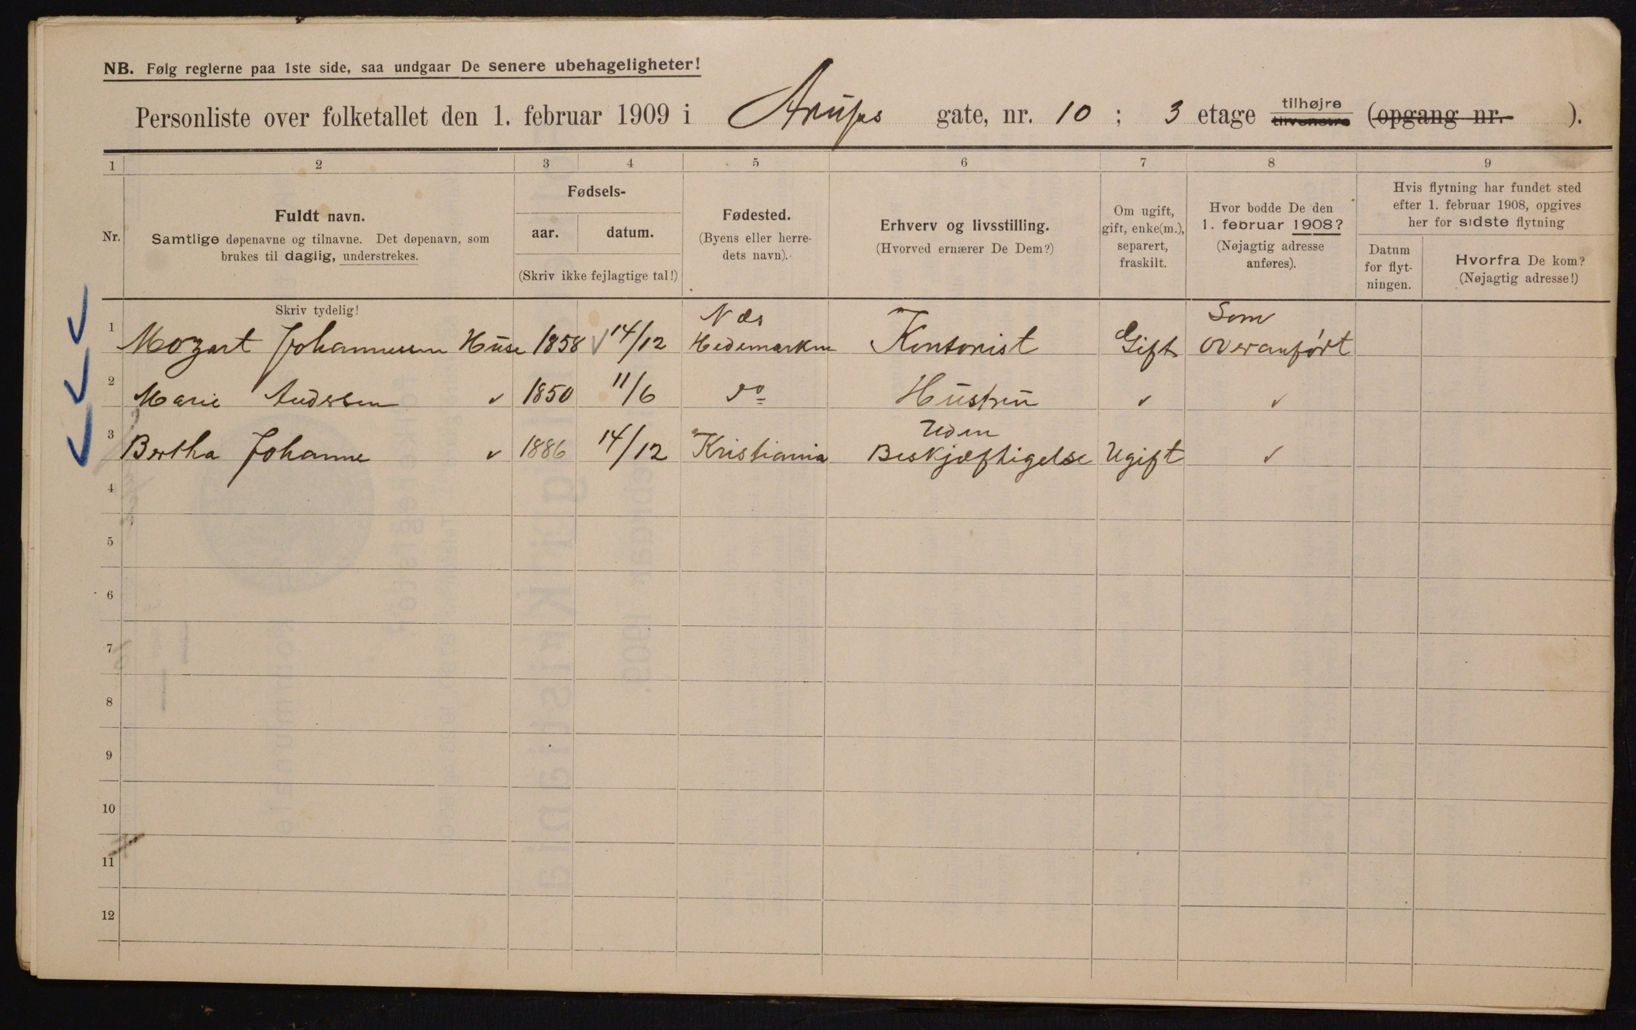 NB. Følg reglerne paa 1ste side, saa undgaar De senere ubehageligheter!
Personliste over folketallet den 1. februar 1909 i Arups gate, nr. 10 ; 3 etage tilhøjre tilvenstre (opgang nr. ).
1 2 3 4 5 6 7 8 9
Nr.
Fuldt navn.
Samtlige døpenavne og tilnavne. Det døpenavn, som
brukes til daglig, understrekes.
Skriv tydelig!
Fødsels-
aar. datum.
(Skriv ikke fejlagtige tal!)
Fødested.
(Byens eller herre-
dets navn).
Erhverv og livsstilling.
(Hvorved ernærer De Dem?)
Om ugift,
gift, enke(m.),
separert,
fraskilt.
Hvor bodde De den
1. februar 1908?
(Nøjagtig adresse
anføres).
Hvis flytning har fundet sted
efter 1. februar 1908, opgives
her for sidste flytning
Datum
for flyt-
ningen.
Hvorfra De kom?
(Nøjagtig adresse!)
1 Mozart Johannessen Huse 1858 14/12 Næs Hedemarken Kontorist Gift Som overanført
2 Marie Andersen 1850 11/6 do Hustru
3 Bertha Johanne 1886 14/12 Kristiania Uden Beskjæftigelse Ugift
4
5
6
7
8
9
10
11
12